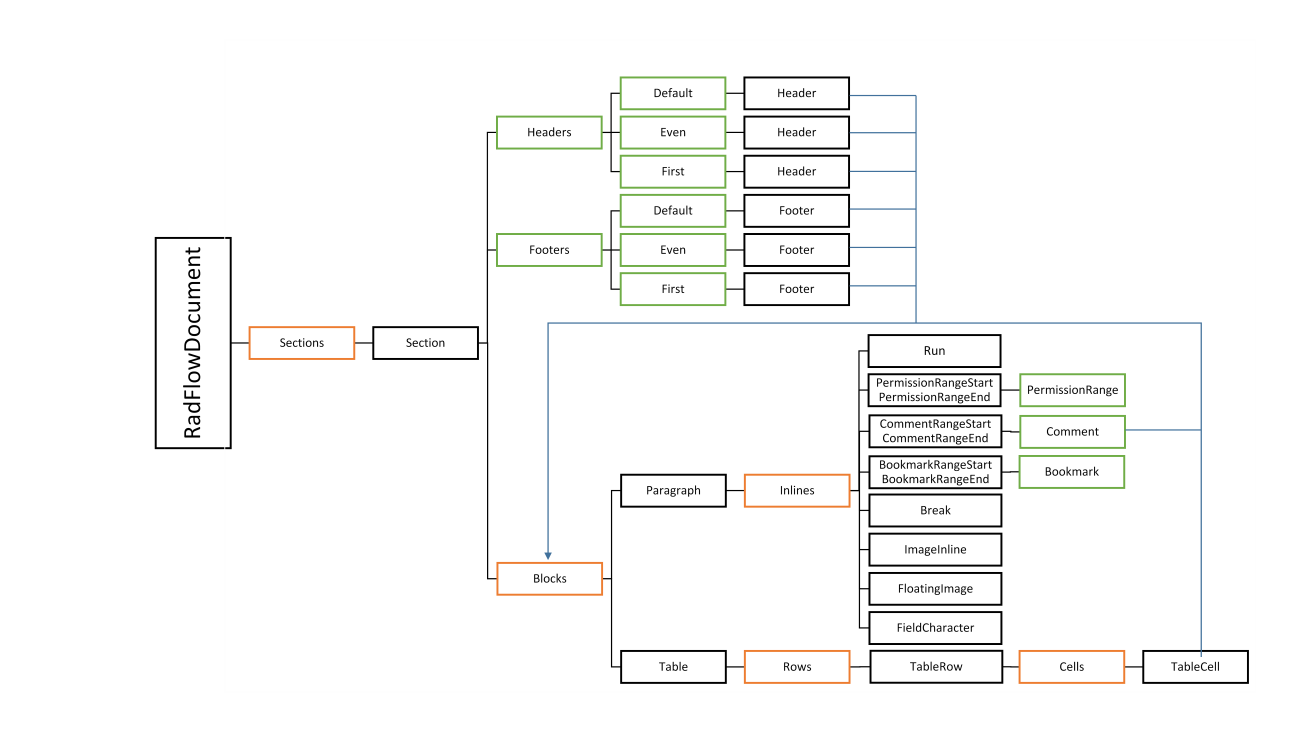 RadFlowDocument
Sections
Section
Headers
Default
Header
Even
Header
First
Header
Footers
Default
Footer
Even
Footer
First
Footer
Blocks
Paragraph
Inlines
Run
PermissionRangeStart
PermissionRangeEnd
PermissionRange
CommentRangeStart
CommentRangeEnd
Comment
BookmarkRangeStart
BookmarkRangeEnd
Bookmark
Break
ImageInline
FloatingImage
FieldCharacter
Table
Rows
TableRow
Cells
TableCell